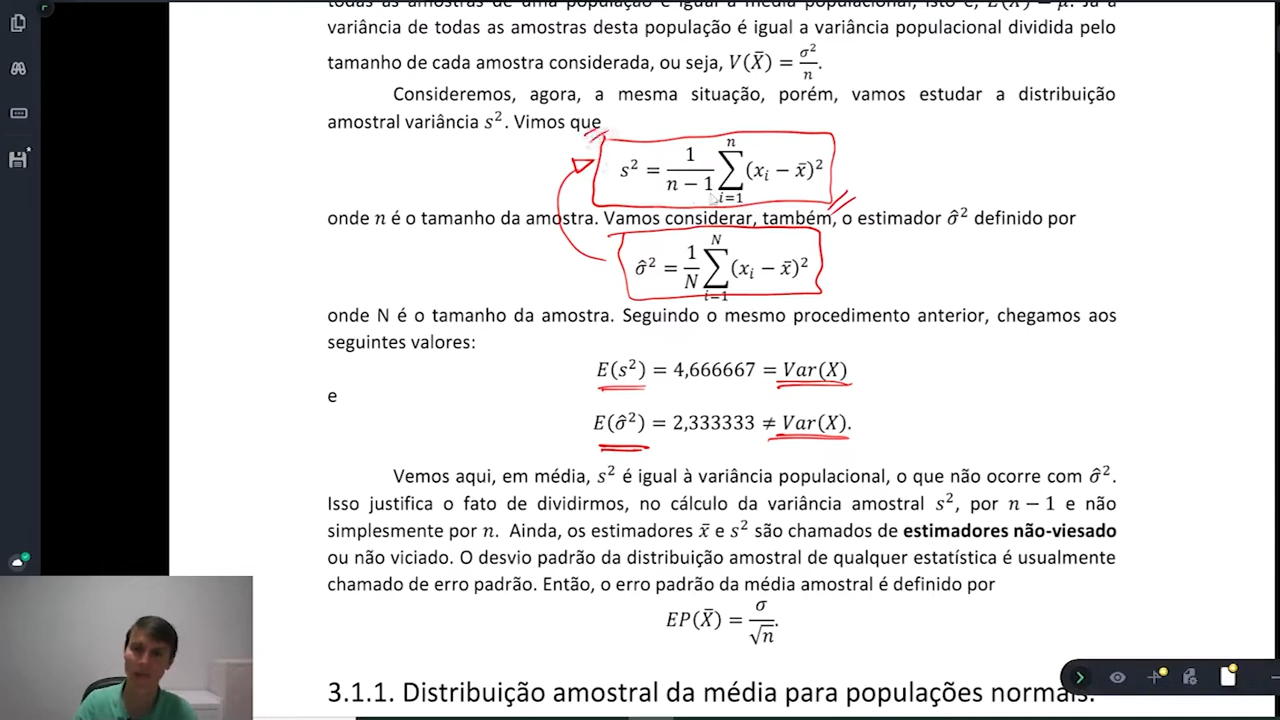 todas as amostras de uma população é igual a média populacional, isto é, E(X̄) = μ. Já a
variância de todas as amostras desta população é igual a variância populacional dividida pelo
tamanho de cada amostra considerada, ou seja, V(X̄) = σ²/n.
Consideremos, agora, a mesma situação, porém, vamos estudar a distribuição
amostral variância s². Vimos que
s² = 1/(n − 1) ∑_{i=1}^{n} (xᵢ − x̄)²
onde n é o tamanho da amostra. Vamos considerar, também, o estimador σ̂² definido por
σ̂² = 1/N ∑_{i=1}^{N} (xᵢ − x̄)²
onde N é o tamanho da amostra. Seguindo o mesmo procedimento anterior, chegamos aos
seguintes valores:
E(s²) = 4,666667 = Var(X)
e
E(σ̂²) = 2,333333 ≠ Var(X).
Vemos aqui, em média, s² é igual à variância populacional, o que não ocorre com σ̂².
Isso justifica o fato de dividirmos, no cálculo da variância amostral s², por n − 1 e não
simplesmente por n. Ainda, os estimadores x̄ e s² são chamados de estimadores não-viesado
ou não viciado. O desvio padrão da distribuição amostral de qualquer estatística é usualmente
chamado de erro padrão. Então, o erro padrão da média amostral é definido por
EP(X̄) = σ/√n.
3.1.1. Distribuição amostral da média para populações normais.